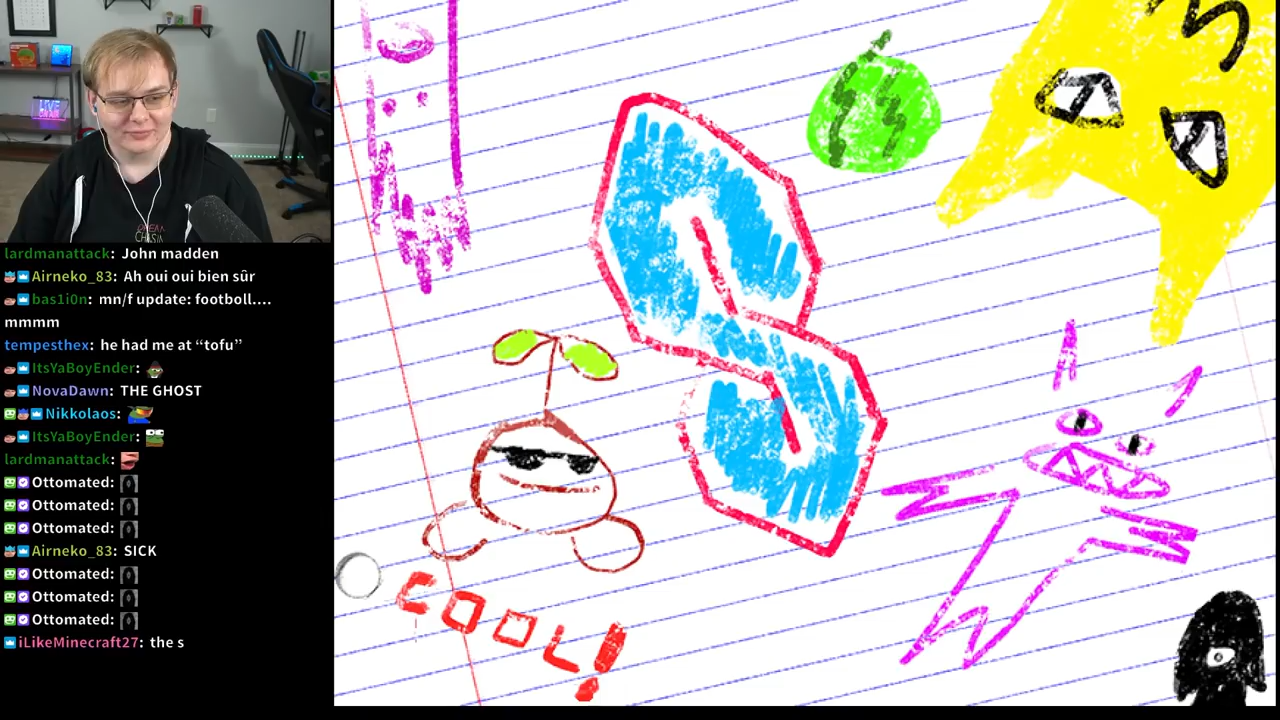 lardmanattack: John madden
Airneko_83: Ah oui oui bien sûr
bas1i0n: mn/f update: footboll....
mmmm
tempesthex: he had me at “tofu”
ItsYaBoyEnder:
NovaDawn: THE GHOST
Nikkolaos:
ItsYaBoyEnder:
lardmanattack:
Ottomated:
Ottomated:
Ottomated:
Airneko_83: SICK
Ottomated:
Ottomated:
Ottomated:
iLikeMinecraft27: the s
COOL!